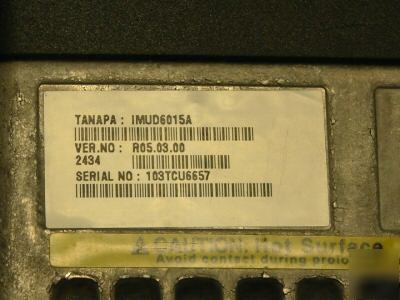 TANAPA : IMUD6015A
VER.NO : R05.03.00
2434
SERIAL NO : 103TCU6657
CAUTION. Hot Surface
Avoid contact during